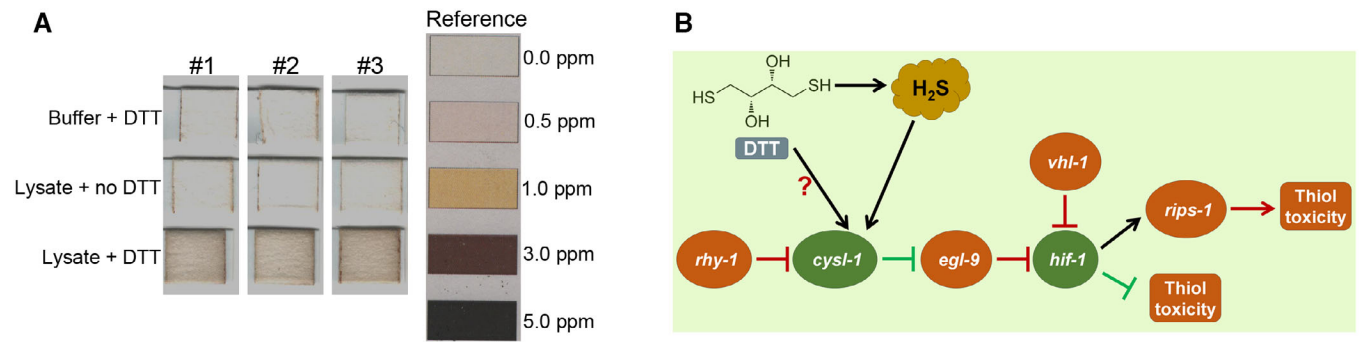 A
#1 #2 #3
Buffer + DTT
Lysate + no DTT
Lysate + DTT
Reference
0.0 ppm
0.5 ppm
1.0 ppm
3.0 ppm
5.0 ppm
B
OH
HS
SH
OH
H₂S
DTT
?
vhl-1
rips-1
Thiol
toxicity
rhy-1
cysl-1
egl-9
hif-1
Thiol
toxicity